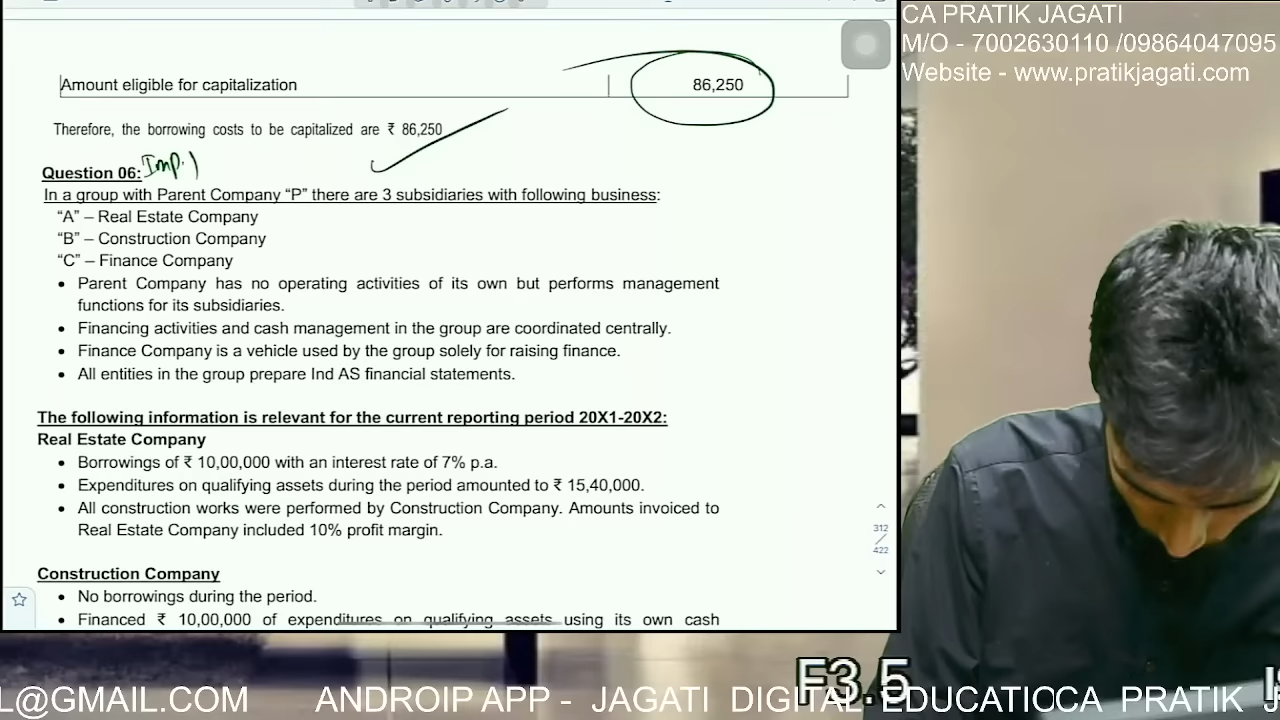 CA PRATIK JAGATI
M/O - 7002630110 /09864047095
Website - www.pratikjagati.com
Amount eligible for capitalization 86,250
Therefore, the borrowing costs to be capitalized are ₹ 86,250
Question 06: Imp.)
In a group with Parent Company “P” there are 3 subsidiaries with following business:
“A” – Real Estate Company
“B” – Construction Company
“C” – Finance Company
• Parent Company has no operating activities of its own but performs management
functions for its subsidiaries.
• Financing activities and cash management in the group are coordinated centrally.
• Finance Company is a vehicle used by the group solely for raising finance.
• All entities in the group prepare Ind AS financial statements.
The following information is relevant for the current reporting period 20X1-20X2:
Real Estate Company
• Borrowings of ₹ 10,00,000 with an interest rate of 7% p.a.
• Expenditures on qualifying assets during the period amounted to ₹ 15,40,000.
• All construction works were performed by Construction Company. Amounts invoiced to
Real Estate Company included 10% profit margin.
312
422
Construction Company
• No borrowings during the period.
• Financed ₹ 10,00,000 of expenditures on qualifying assets using its own cash
F3.5
L@GMAIL.COM ANDROIP APP - JAGATI DIGITAL EDUCATIO CA PRATIK J